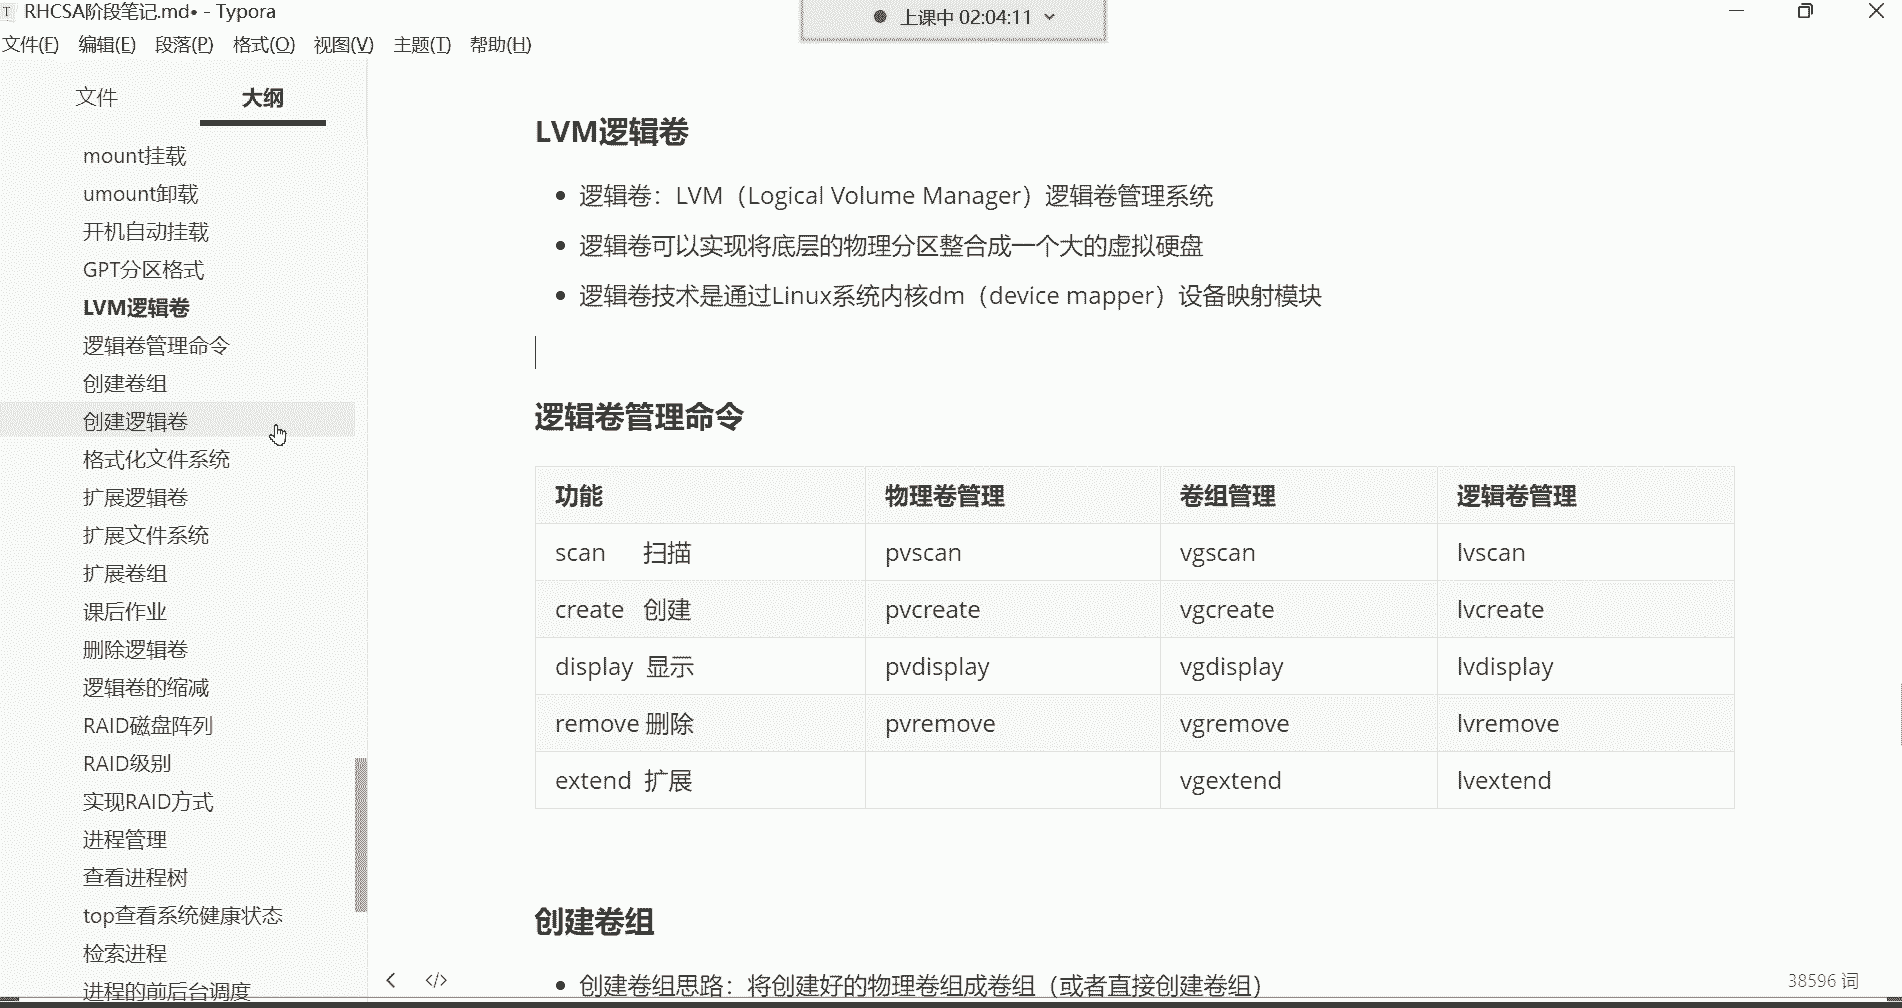 RHCSA阶段笔记.md• - Typora
上课中 02:04:11
文件(F) 编辑(E) 段落(P) 格式(O) 视图(V) 主题(T) 帮助(H)
文件 大纲
mount挂载
umount卸载
开机自动挂载
GPT分区格式
LVM逻辑卷
逻辑卷管理命令
创建卷组
创建逻辑卷
格式化文件系统
扩展逻辑卷
扩展文件系统
扩展卷组
课后作业
删除逻辑卷
逻辑卷的缩减
RAID磁盘阵列
RAID级别
实现RAID方式
进程管理
查看进程树
top查看系统健康状态
检索进程
进程的前后台调度
LVM逻辑卷
• 逻辑卷：LVM（Logical Volume Manager）逻辑卷管理系统
• 逻辑卷可以实现将底层的物理分区整合成一个大的虚拟硬盘
• 逻辑卷技术是通过Linux系统内核dm（device mapper）设备映射模块
逻辑卷管理命令
功能 物理卷管理 卷组管理 逻辑卷管理
scan 扫描 pvscan vgscan lvscan
create 创建 pvcreate vgcreate lvcreate
display 显示 pvdisplay vgdisplay lvdisplay
remove 删除 pvremove vgremove lvremove
extend 扩展 vgextend lvextend
创建卷组
• 创建卷组思路：将创建好的物理卷组成卷组（或者直接创建卷组）
38596 词